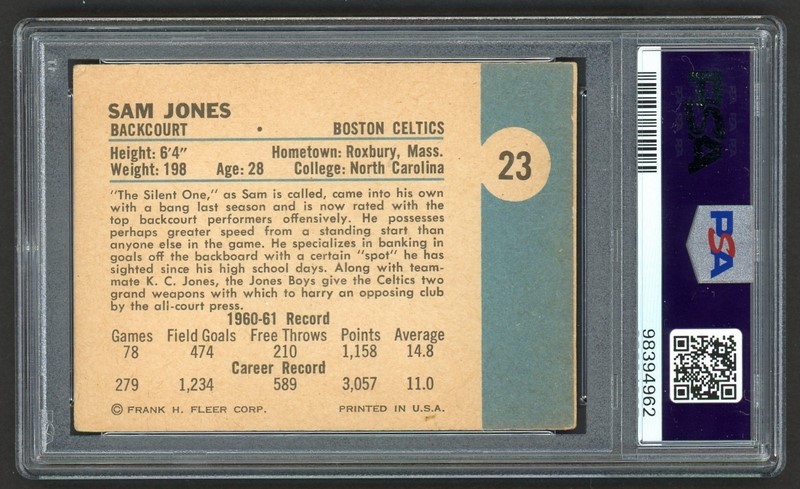 SAM JONES
BACKCOURT • BOSTON CELTICS
Height: 6'4" Hometown: Roxbury, Mass.
Weight: 198 Age: 28 College: North Carolina
23
"The Silent One," as Sam is called, came into his own
with a bang last season and is now rated with the
top backcourt performers offensively. He possesses
perhaps greater speed from a standing start than
anyone else in the game. He specializes in banking in
goals off the backboard with a certain "spot" he has
sighted since his high school days. Along with team-
mate K. C. Jones, the Jones Boys give the Celtics two
grand weapons with which to harry an opposing club
by the all-court press.
1960-61 Record
Games Field Goals Free Throws Points Average
78 474 210 1,158 14.8
Career Record
279 1,234 589 3,057 11.0
© FRANK H. FLEER CORP. PRINTED IN U.S.A.
PSA
PSA
98394962